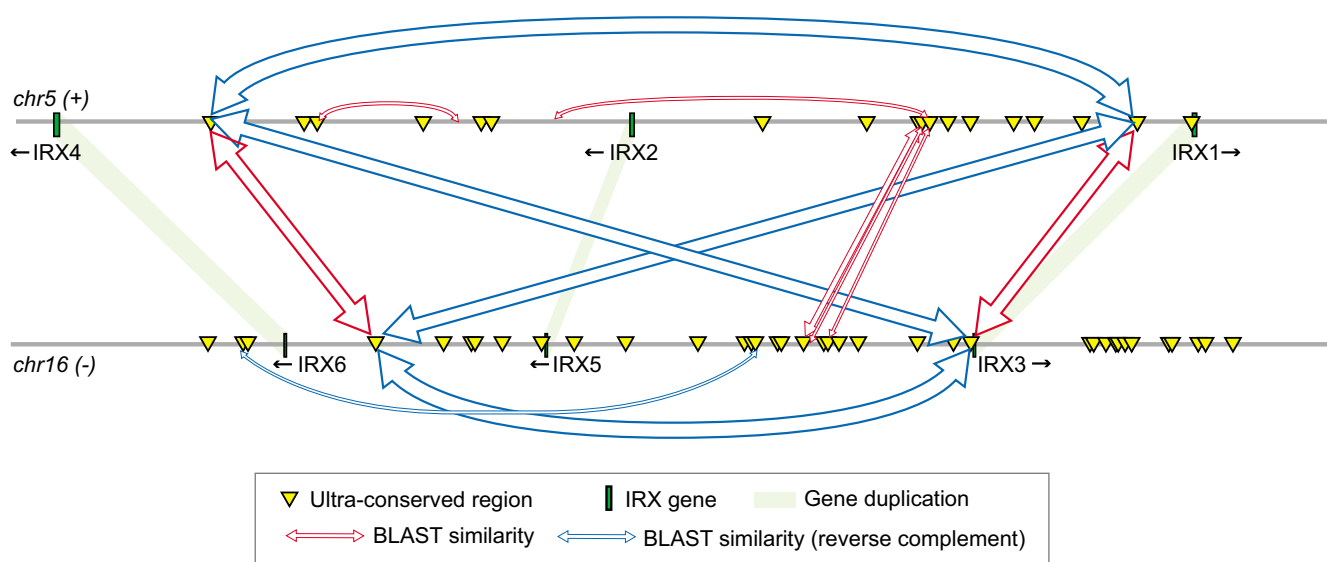 chr5 (+)
←IRX4
←IRX2
IRX1→
chr16 (-)
←IRX6
←IRX5
IRX3→
Ultra-conserved region
IRX gene
Gene duplication
BLAST similarity
BLAST similarity (reverse complement)